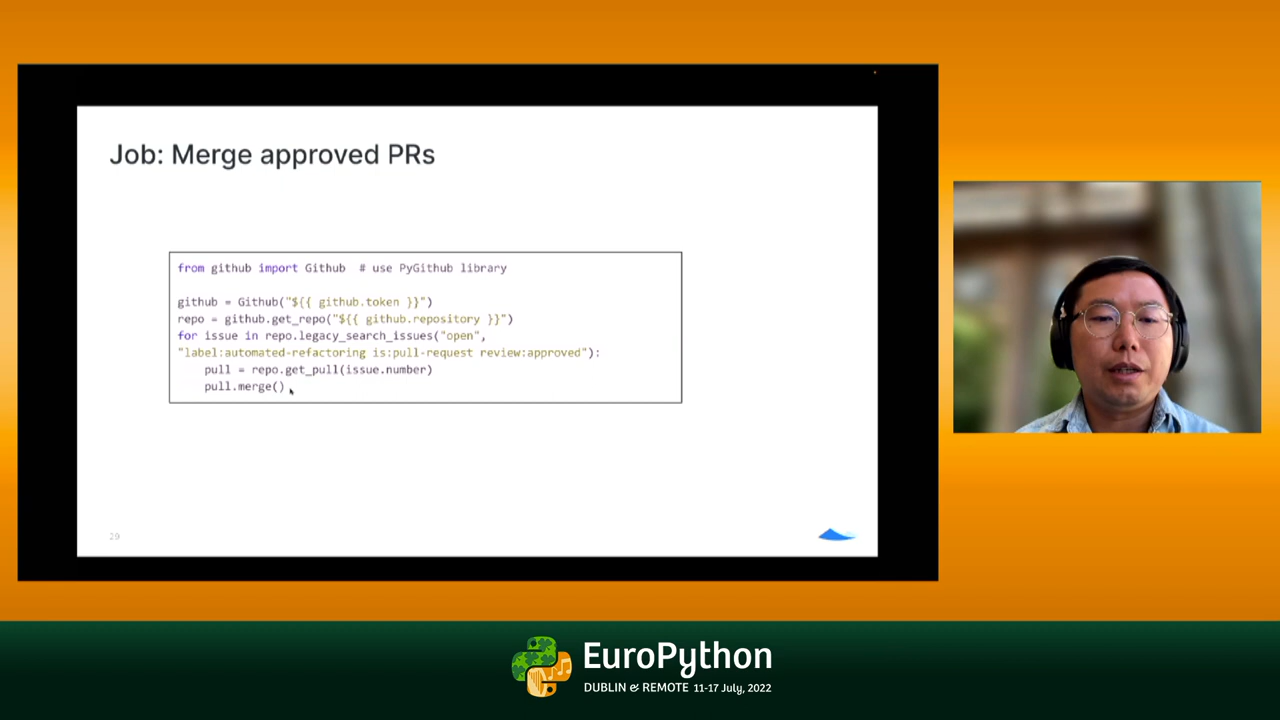 Job: Merge approved PRs
from github import Github  # use PyGithub library
github = Github("${{ github.token }}")
repo = github.get_repo("${{ github.repository }}")
for issue in repo.legacy_search_issues("open",
"label:automated-refactoring is:pull-request review:approved"):
    pull = repo.get_pull(issue.number)
    pull.merge()
29
EuroPython
DUBLIN & REMOTE 11-17 July, 2022